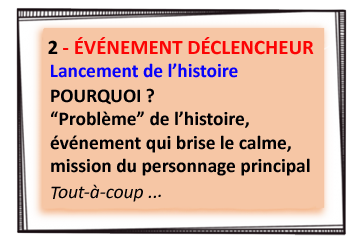 2 - ÉVÉNEMENT DÉCLENCHEUR
Lancement de l’histoire
POURQUOI ?
“Problème” de l’histoire,
événement qui brise le calme,
mission du personnage principal
Tout-à-coup ...